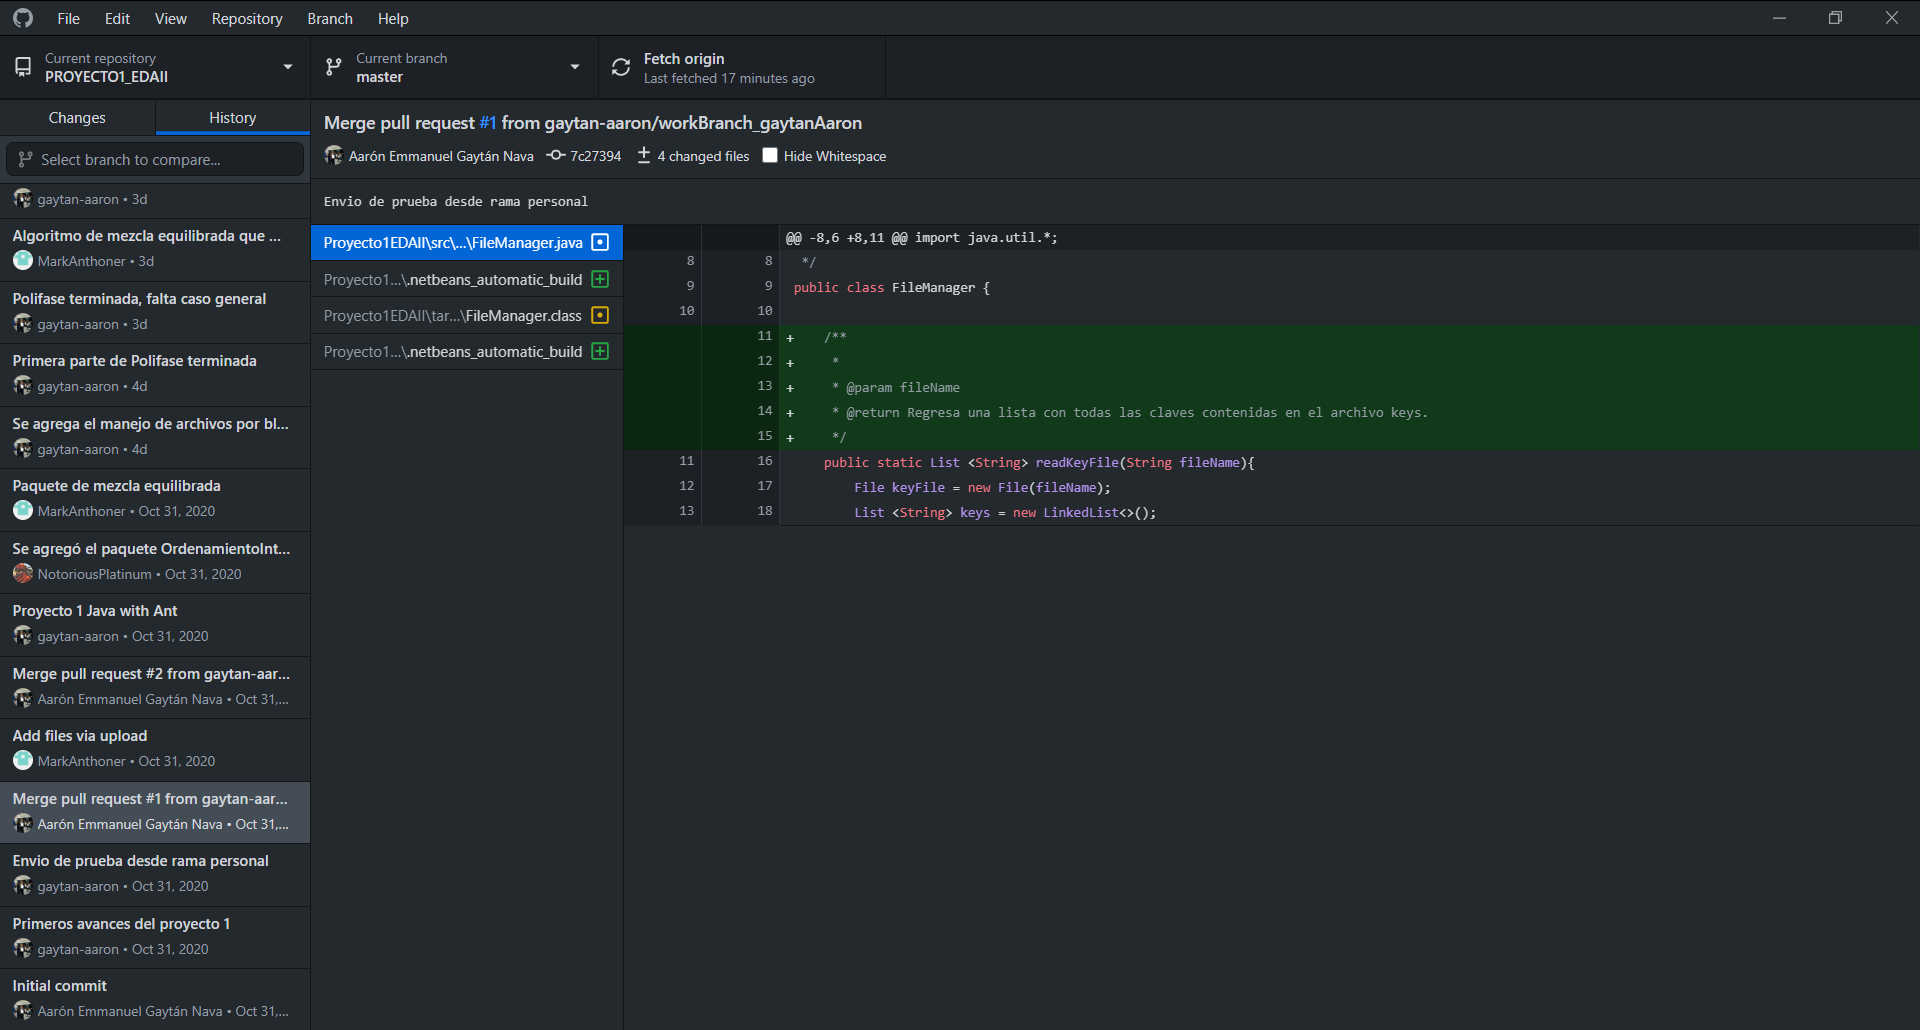 File Edit View Repository Branch Help
Current repository
PROYECTO1_EDAII
Current branch
master
Fetch origin
Last fetched 17 minutes ago
Changes History
Select branch to compare...
gaytan-aaron • 3d
Algoritmo de mezcla equilibrada que ...
MarkAnthoner • 3d
Polifase terminada, falta caso general
gaytan-aaron • 3d
Primera parte de Polifase terminada
gaytan-aaron • 4d
Se agrega el manejo de archivos por bl...
gaytan-aaron • 4d
Paquete de mezcla equilibrada
MarkAnthoner • Oct 31, 2020
Se agregó el paquete OrdenamientoInt...
NotoriousPlatinum • Oct 31, 2020
Proyecto 1 Java with Ant
gaytan-aaron • Oct 31, 2020
Merge pull request #2 from gaytan-aar...
Aarón Emmanuel Gaytán Nava • Oct 31,...
Add files via upload
MarkAnthoner • Oct 31, 2020
Merge pull request #1 from gaytan-aar...
Aarón Emmanuel Gaytán Nava • Oct 31,...
Envio de prueba desde rama personal
gaytan-aaron • Oct 31, 2020
Primeros avances del proyecto 1
gaytan-aaron • Oct 31, 2020
Initial commit
Aarón Emmanuel Gaytán Nava • Oct 31,...
Merge pull request #1 from gaytan-aaron/workBranch_gaytanAaron
Aarón Emmanuel Gaytán Nava 7c27394 4 changed files Hide Whitespace
Envio de prueba desde rama personal
Proyecto1EDAII\src\...\FileManager.java
Proyecto1...\.netbeans_automatic_build
Proyecto1EDAII\tar...\FileManager.class
Proyecto1...\.netbeans_automatic_build
@@ -8,6 +8,11 @@ import java.util.*;
8 8 */
9 9 public class FileManager {
10 10
11 + /**
12 + *
13 + * @param fileName
14 + * @return Regresa una lista con todas las claves contenidas en el archivo keys.
15 + */
11 16 public static List <String> readKeyFile(String fileName){
12 17 File keyFile = new File(fileName);
13 18 List <String> keys = new LinkedList<>();